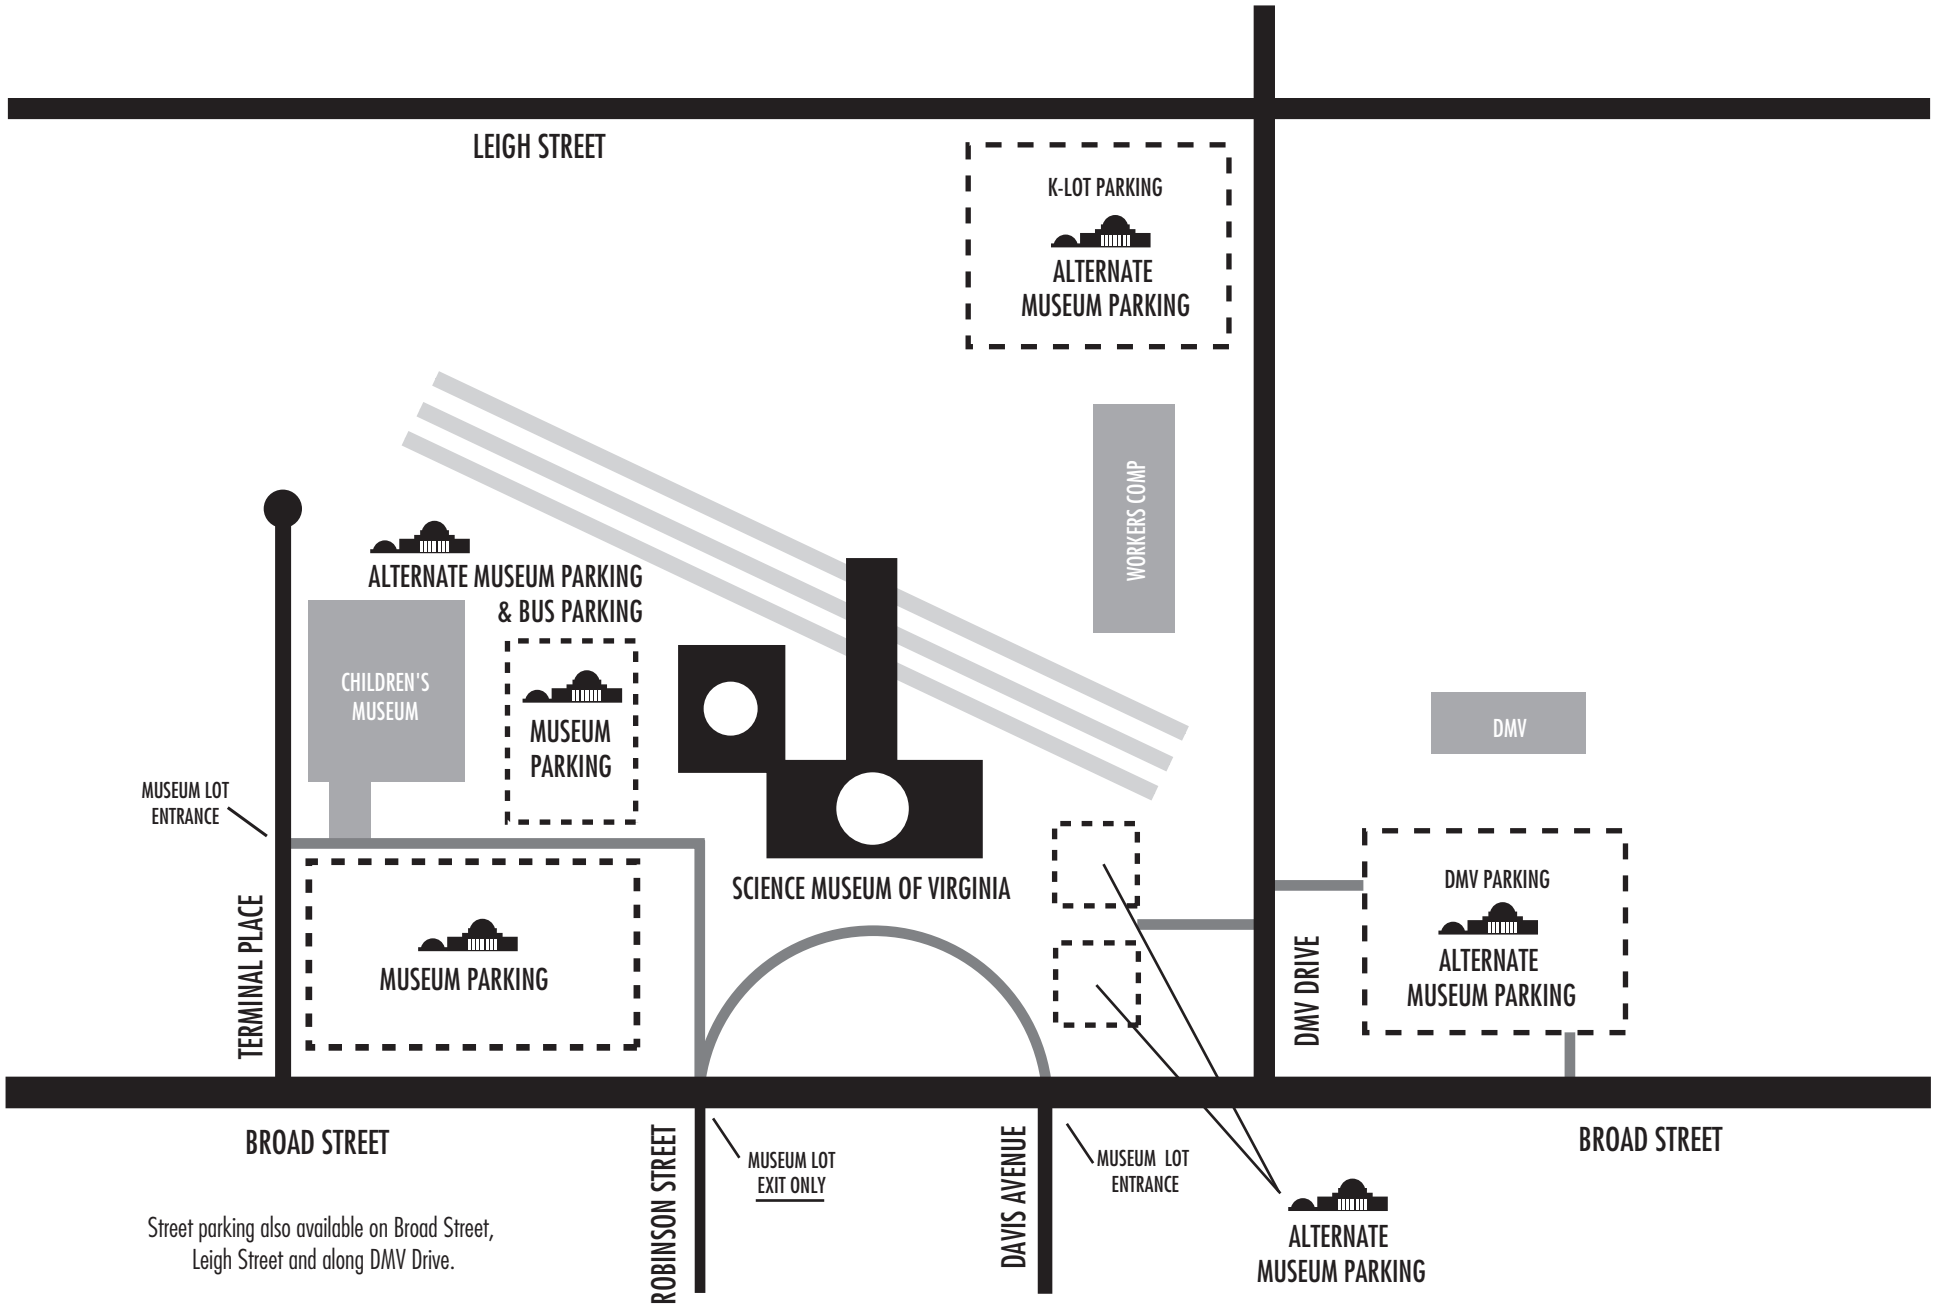 LEIGH STREET
K-LOT PARKING
ALTERNATE
MUSEUM PARKING
WORKERS COMP
ALTERNATE MUSEUM PARKING
& BUS PARKING
CHILDREN'S
MUSEUM
MUSEUM
PARKING
DMV
MUSEUM LOT
ENTRANCE
SCIENCE MUSEUM OF VIRGINIA
DMV PARKING
ALTERNATE
MUSEUM PARKING
TERMINAL PLACE
MUSEUM PARKING
DMV DRIVE
BROAD STREET
BROAD STREET
ROBINSON STREET
MUSEUM LOT
EXIT ONLY
DAVIS AVENUE
MUSEUM LOT
ENTRANCE
ALTERNATE
MUSEUM PARKING
Street parking also available on Broad Street,
Leigh Street and along DMV Drive.